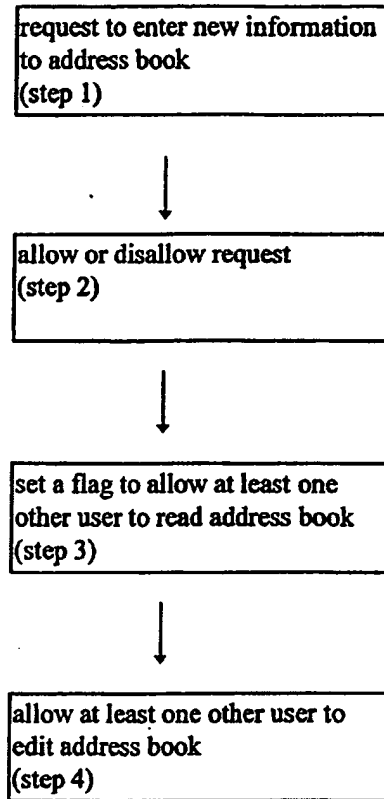 request to enter new information
to address book
(step 1)
allow or disallow request
(step 2)
set a flag to allow at least one
other user to read address book
(step 3)
allow at least one other user to
edit address book
(step 4)